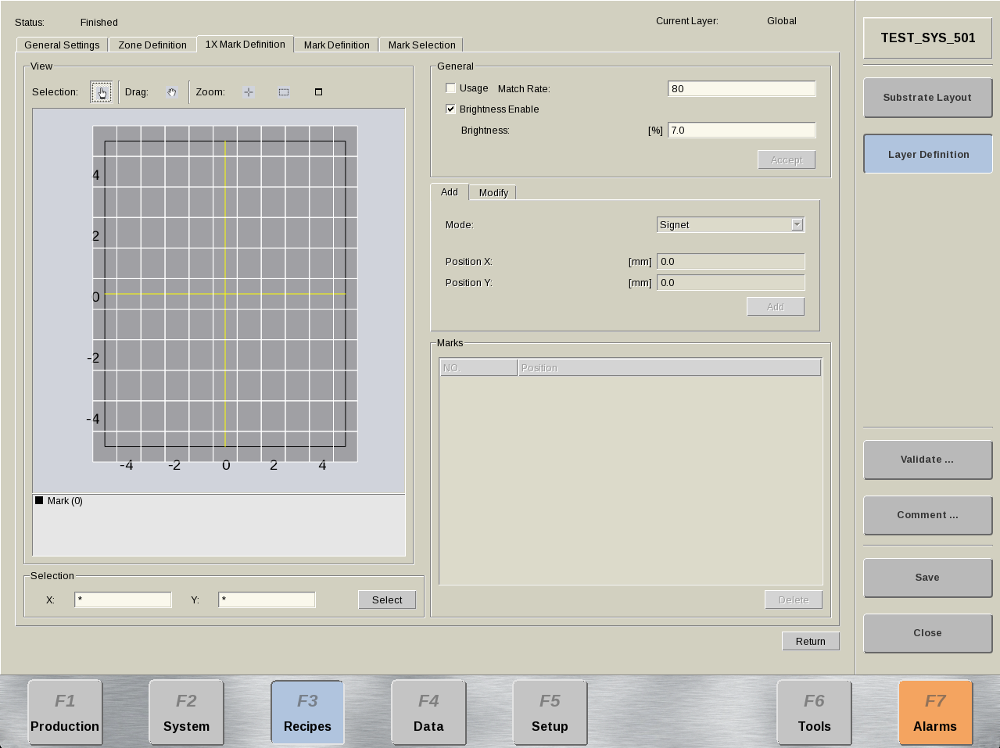 Status: Finished Current Layer: Global
TEST_SYS_501
General Settings Zone Definition 1X Mark Definition Mark Definition Mark Selection
View
Selection: Drag: Zoom:
4
2
0
-2
-4
-4 -2 0 2 4
Mark (0)
Selection
X: * Y: * Select
General
Usage Match Rate: 80
Brightness Enable
Brightness: [%] 7.0
Accept
Add Modify
Mode: Signet
Position X: [mm] 0.0
Position Y: [mm] 0.0
Add
Marks
NO. Position
Delete
Return
Substrate Layout
Layer Definition
Validate ...
Comment ...
Save
Close
F1 F2 F3 F4 F5 F6 F7
Production System Recipes Data Setup Tools Alarms